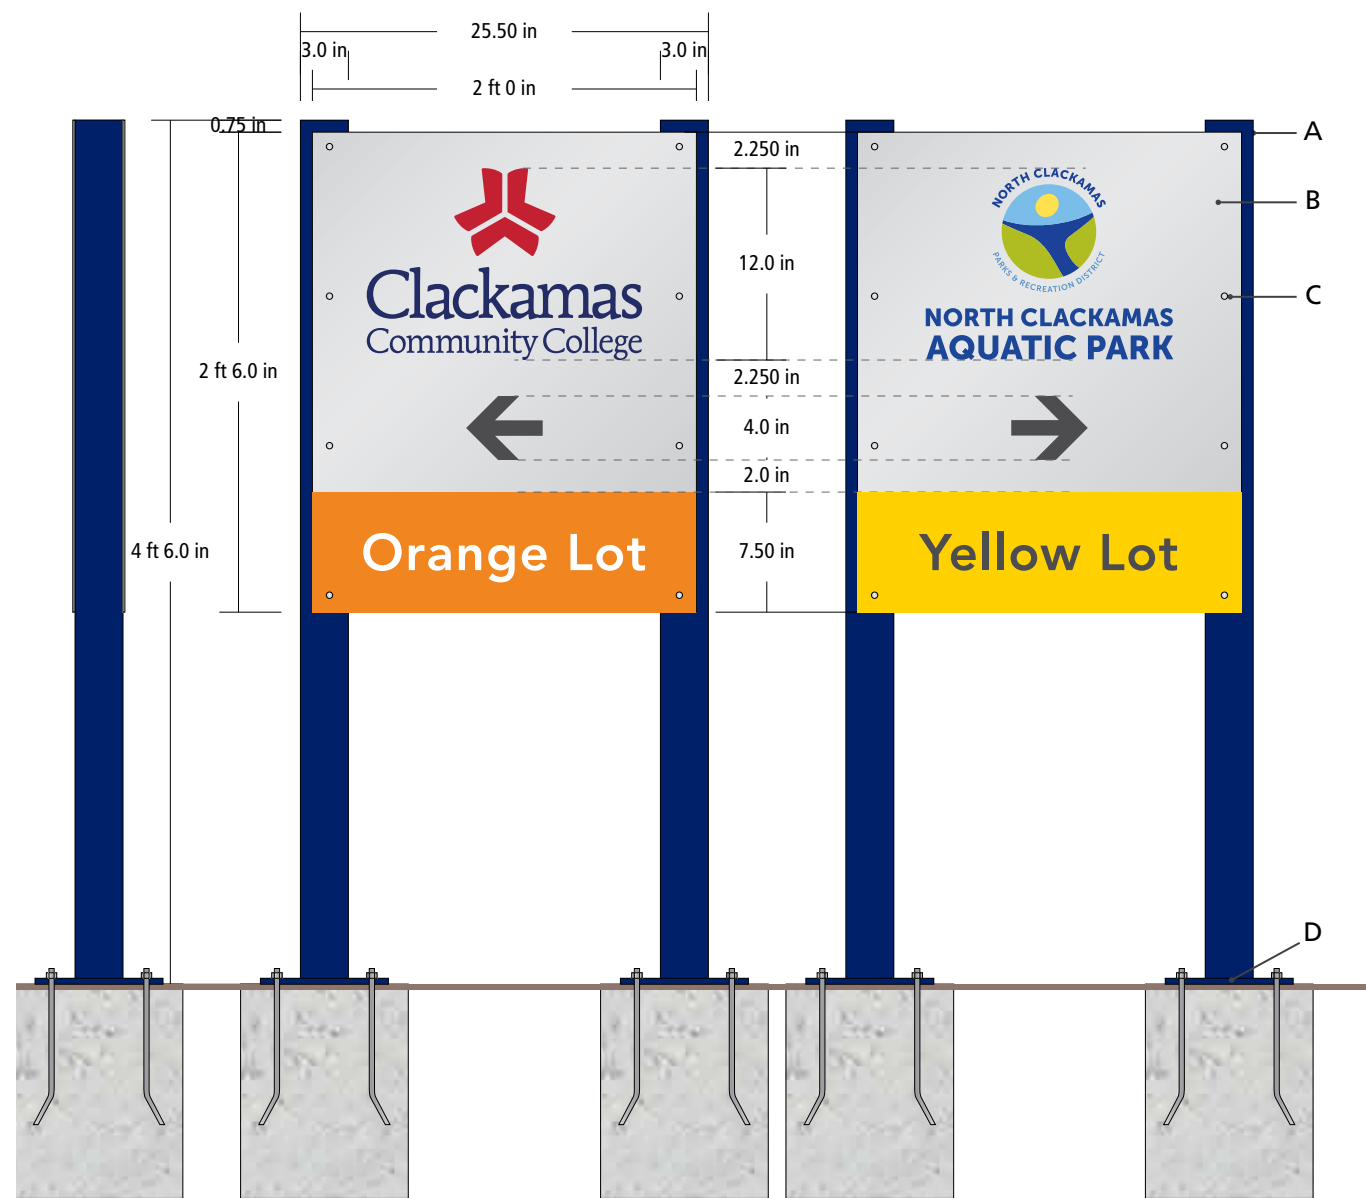 25.50 in
3.0 in
3.0 in
2 ft 0 in
0.75 in
2 ft 6.0 in
4 ft 6.0 in
Clackamas
Community College
Orange Lot
2.250 in
12.0 in
2.250 in
4.0 in
2.0 in
7.50 in
NORTH CLACKAMAS
PARKS & RECREATION DISTRICT
NORTH CLACKAMAS
AQUATIC PARK
Yellow Lot
A
B
C
D